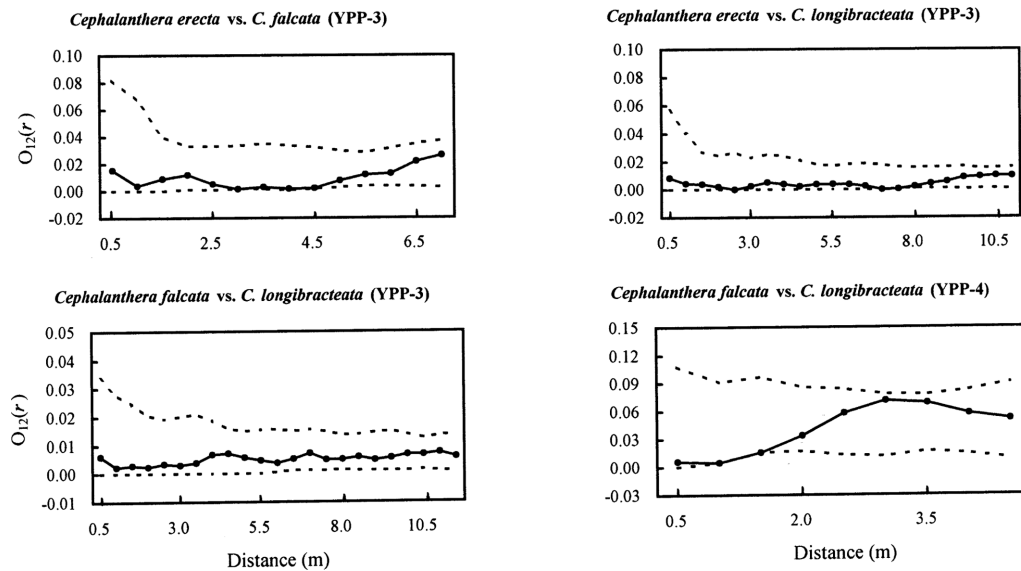 Cephalanthera erecta vs. C. falcata (YPP-3)
0.10
0.08
0.06
0.04
0.02
0.00
-0.02
O12(r)
0.5 2.5 4.5 6.5
Cephalanthera erecta vs. C. longibracteata (YPP-3)
0.10
0.08
0.06
0.04
0.02
0.00
-0.02
0.5 3.0 5.5 8.0 10.5
Cephalanthera falcata vs. C. longibracteata (YPP-3)
0.05
0.04
0.03
0.02
0.01
0.00
-0.01
O12(r)
0.5 3.0 5.5 8.0 10.5
Distance (m)
Cephalanthera falcata vs. C. longibracteata (YPP-4)
0.15
0.12
0.09
0.06
0.03
0.00
-0.03
0.5 2.0 3.5
Distance (m)